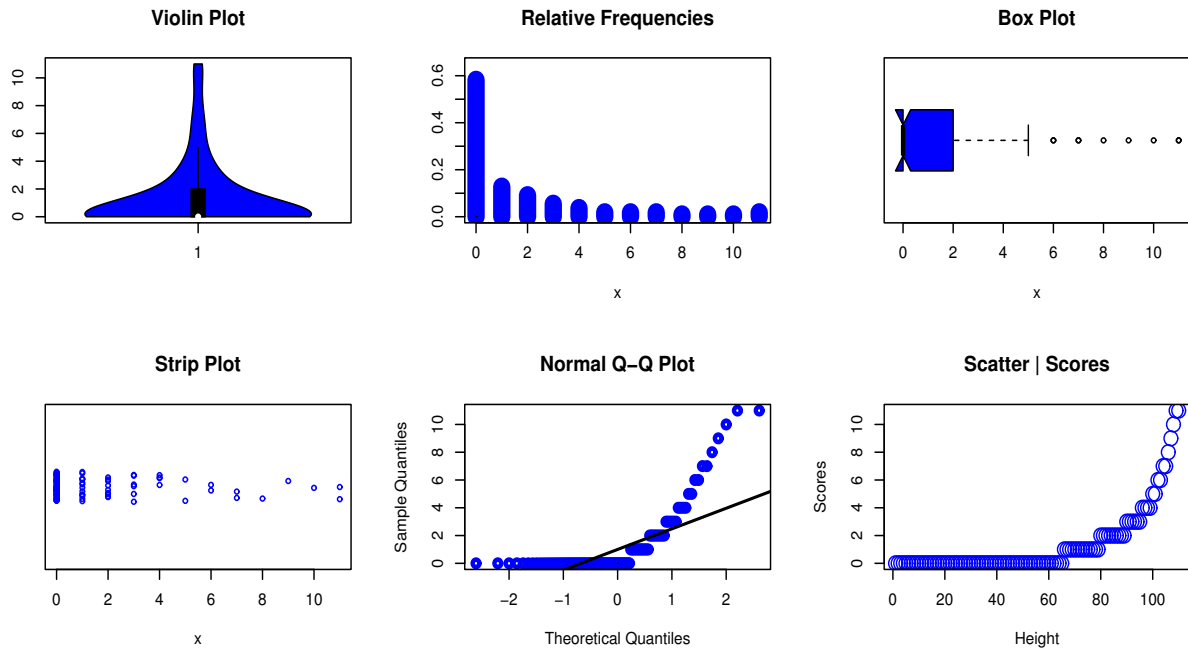 Violin Plot
0 2 4 6 8 10
1
Relative Frequencies
0.0 0.2 0.4 0.6
0 2 4 6 8 10
x
Box Plot
0 2 4 6 8 10
x
Strip Plot
0 2 4 6 8 10
x
Normal Q−Q Plot
Sample Quantiles
0 2 4 6 8 10
−2 −1 0 1 2
Theoretical Quantiles
Scatter | Scores
Scores
0 2 4 6 8 10
0 20 40 60 80 100
Height